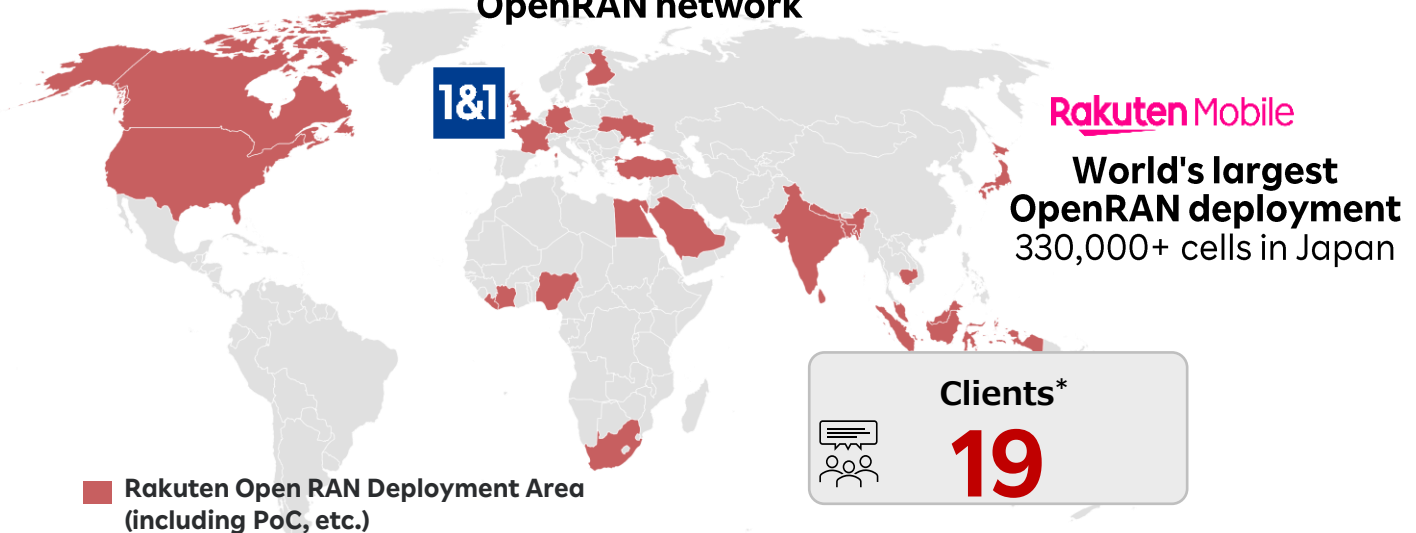 OpenRAN network
1&1
Rakuten Mobile
World's largest
OpenRAN deployment
330,000+ cells in Japan
Clients*
19
Rakuten Open RAN Deployment Area
(including PoC, etc.)